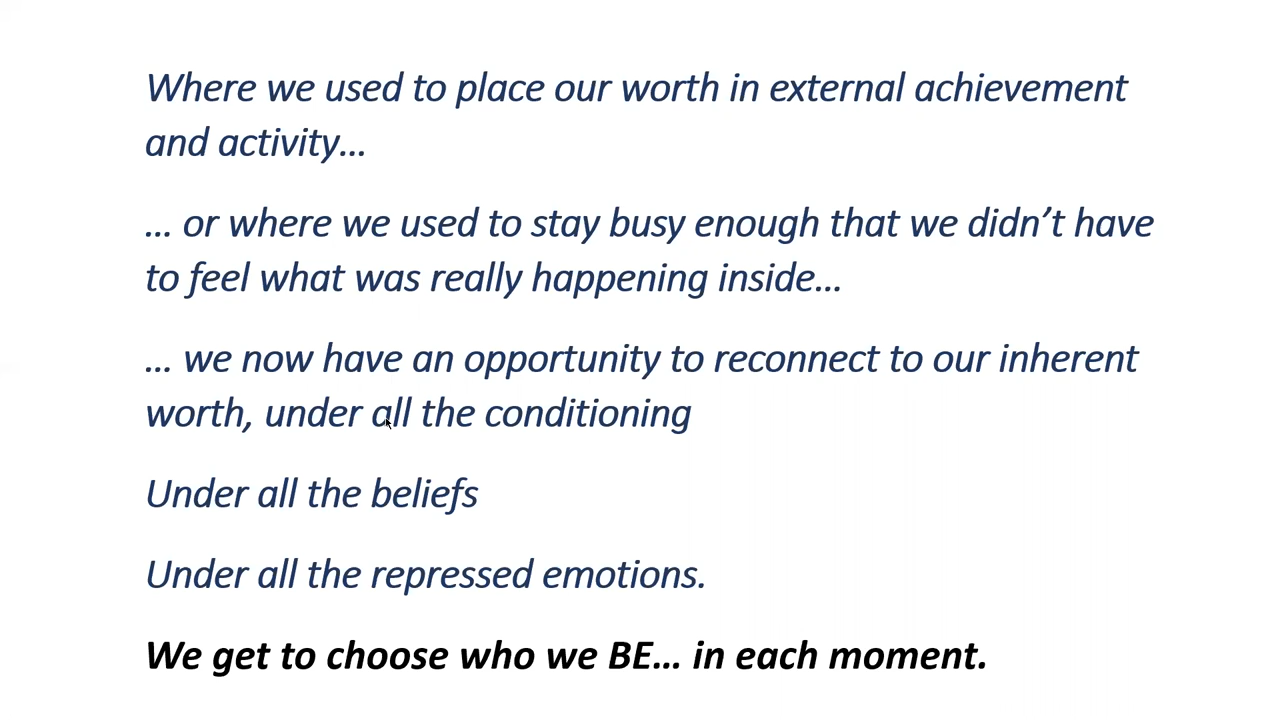 Where we used to place our worth in external achievement
and activity…
… or where we used to stay busy enough that we didn’t have
to feel what was really happening inside…
… we now have an opportunity to reconnect to our inherent
worth, under all the conditioning
Under all the beliefs
Under all the repressed emotions.
We get to choose who we BE… in each moment.